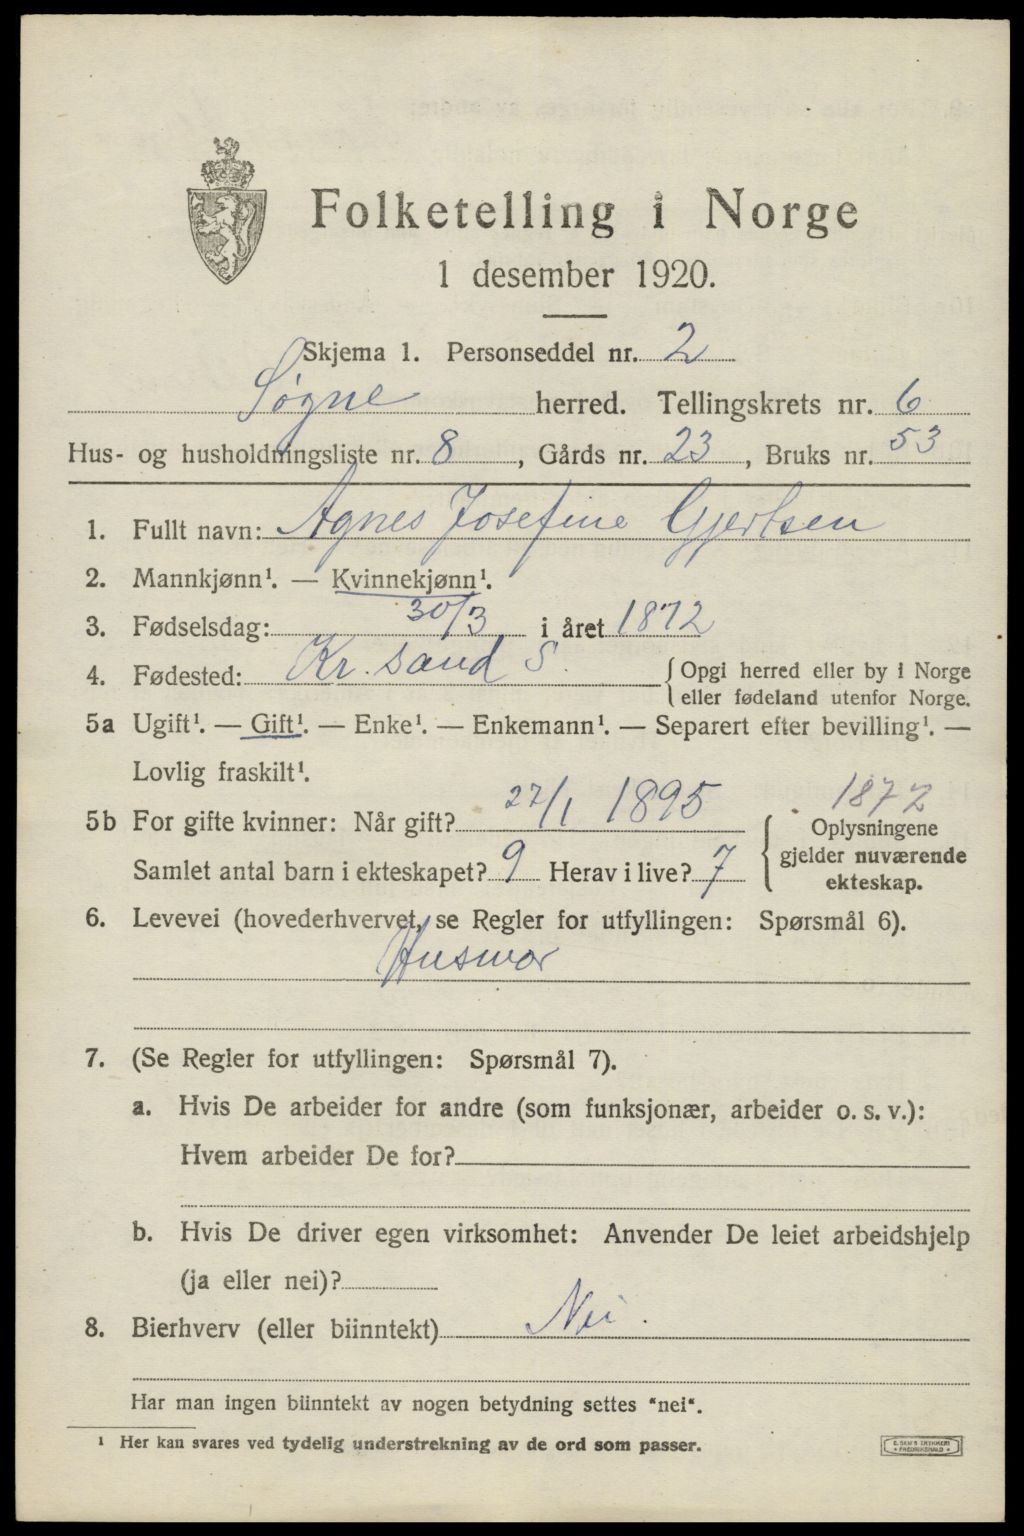 Folketelling i Norge
1 desember 1920.
Skjema 1. Personseddel nr. 2
Søgne herred. Tellingskrets nr. 6
Hus- og husholdningsliste nr. 8, Gårds nr. 23, Bruks nr. 53
1. Fullt navn: Agnes Josefine Gjertsen
2. Mannkjønn¹. — Kvinnekjønn¹.
3. Fødselsdag: 30/3 i året 1872
4. Fødested: Kr. sand S. { Opgi herred eller by i Norge
eller fødeland utenfor Norge.
5a Ugift¹. — Gift¹. — Enke¹. — Enkemann¹. — Separert efter bevilling¹. —
Lovlig fraskilt¹.
1872
5b For gifte kvinner: Når gift? 27/1 1895
Samlet antal barn i ekteskapet? 9 Herav i live? 7
{ Oplysningene
gjelder nuværende
ekteskap.
6. Levevei (hovederhvervet, se Regler for utfyllingen: Spørsmål 6).
Husmor
7. (Se Regler for utfyllingen: Spørsmål 7).
a. Hvis De arbeider for andre (som funksjonær, arbeider o. s. v.):
Hvem arbeider De for?
b. Hvis De driver egen virksomhet: Anvender De leiet arbeidshjelp
(ja eller nei)?
8. Bierhverv (eller biinntekt) Nei.
Har man ingen biinntekt av nogen betydning settes "nei".
¹ Her kan svares ved tydelig understrekning av de ord som passer.